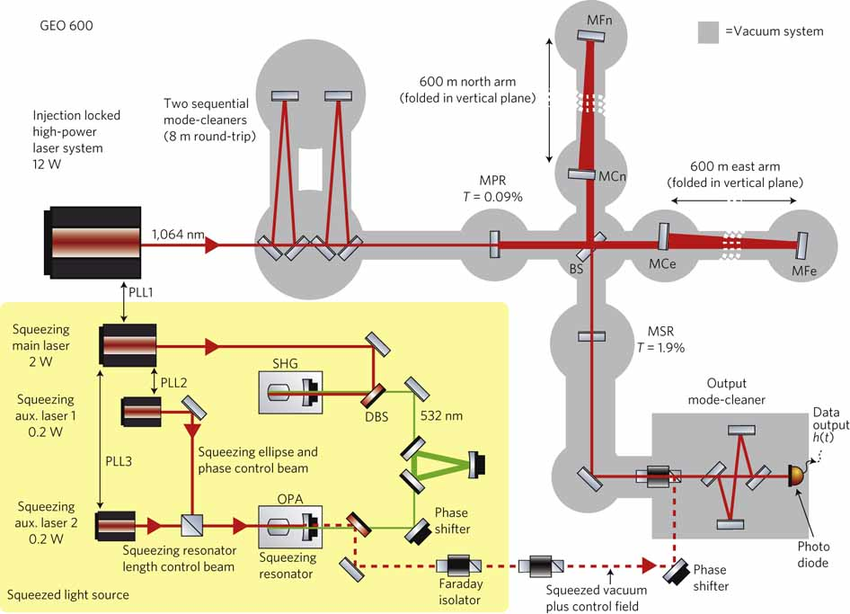 GEO 600
=Vacuum system
MFn
600 m north arm
(folded in vertical plane)
Two sequential
mode-cleaners
(8 m round-trip)
Injection locked
high-power
laser system
12 W
MCn
600 m east arm
(folded in vertical plane)
MPR
T = 0.09%
1,064 nm
BS
MCe
MFe
PLL1
Squeezing
main laser
2 W
SHG
MSR
T = 1.9%
PLL2
DBS
532 nm
Output
mode-cleaner
Data
output
h(t)
Squeezing
aux. laser 1
0.2 W
Squeezing ellipse and
phase control beam
PLL3
OPA
Squeezing
aux. laser 2
0.2 W
Phase
shifter
Squeezing resonator
length control beam
Squeezing
resonator
Photo
diode
Faraday
isolator
Squeezed vacuum
plus control field
Phase
shifter
Squeezed light source